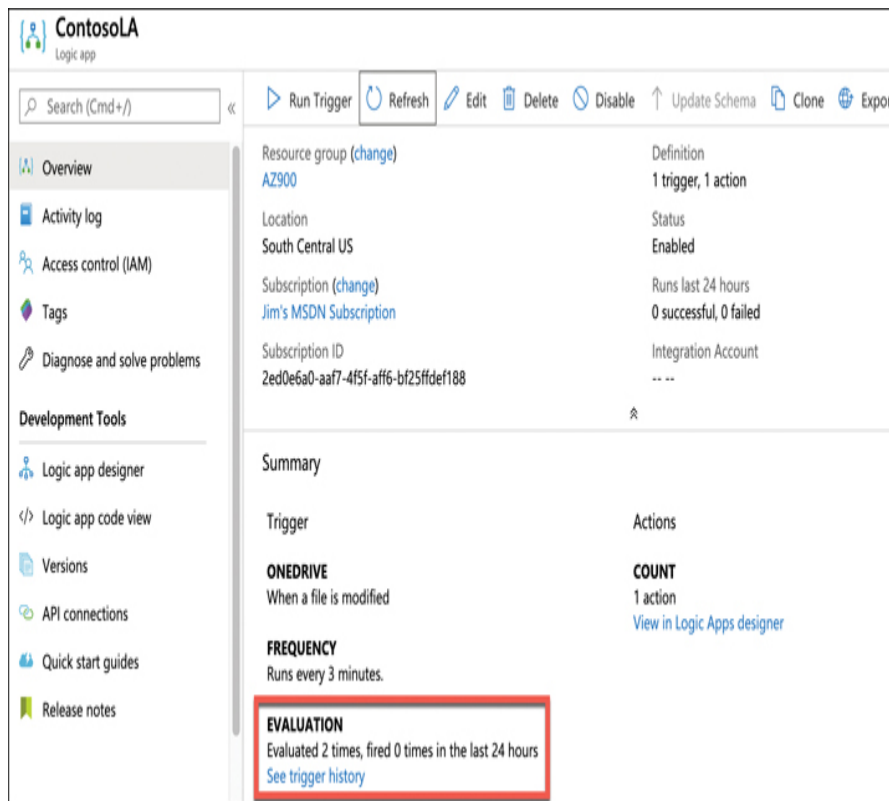 ContosoLA
Logic app
Search (Cmd+/)
«
Run Trigger Refresh Edit Delete Disable Update Schema Clone Expor
Overview
Activity log
Access control (IAM)
Tags
Diagnose and solve problems
Development Tools
Logic app designer
</> Logic app code view
Versions
API connections
Quick start guides
Release notes
Resource group (change)
AZ900
Location
South Central US
Subscription (change)
Jim's MSDN Subscription
Subscription ID
2ed0e6a0-aaf7-4f5f-aff6-bf25ffdef188
Definition
1 trigger, 1 action
Status
Enabled
Runs last 24 hours
0 successful, 0 failed
Integration Account
-- --
Summary
Trigger
ONEDRIVE
When a file is modified
FREQUENCY
Runs every 3 minutes.
EVALUATION
Evaluated 2 times, fired 0 times in the last 24 hours
See trigger history
Actions
COUNT
1 action
View in Logic Apps designer